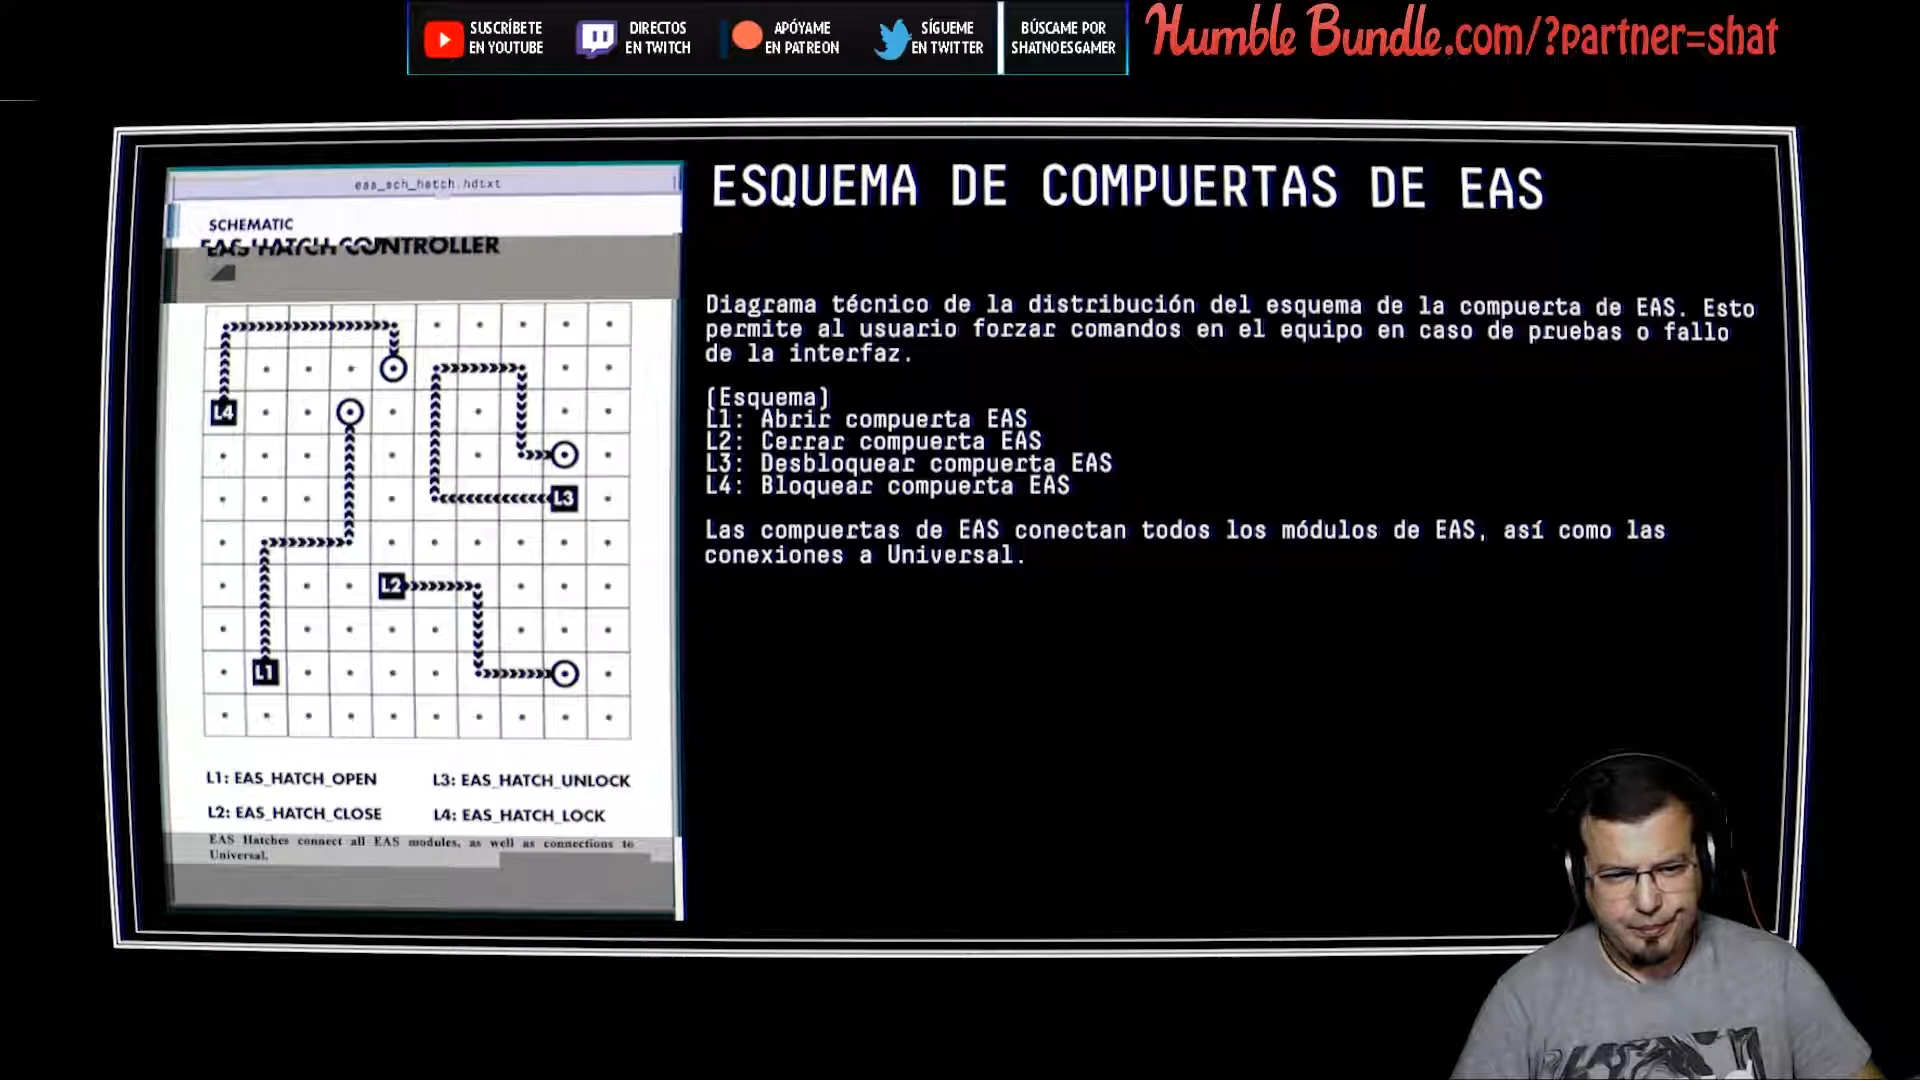 SUSCRÍBETE
EN YOUTUBE
DIRECTOS
EN TWITCH
APÓYAME
EN PATREON
SÍGUEME
EN TWITTER
BÚSCAME POR
SHATNOESGAMER
Humble Bundle.com/?partner=shat
eas_sch_hatch.hdtxt
SCHEMATIC
EAS HATCH CONTROLLER
L4
L3
L2
L1
L1: EAS_HATCH_OPEN
L3: EAS_HATCH_UNLOCK
L2: EAS_HATCH_CLOSE
L4: EAS_HATCH_LOCK
EAS Hatches connect all EAS modules, as well as connections to
Universal.
ESQUEMA DE COMPUERTAS DE EAS
Diagrama técnico de la distribución del esquema de la compuerta de EAS. Esto
permite al usuario forzar comandos en el equipo en caso de pruebas o fallo
de la interfaz.
(Esquema)
L1: Abrir compuerta EAS
L2: Cerrar compuerta EAS
L3: Desbloquear compuerta EAS
L4: Bloquear compuerta EAS
Las compuertas de EAS conectan todos los módulos de EAS, así como las
conexiones a Universal.